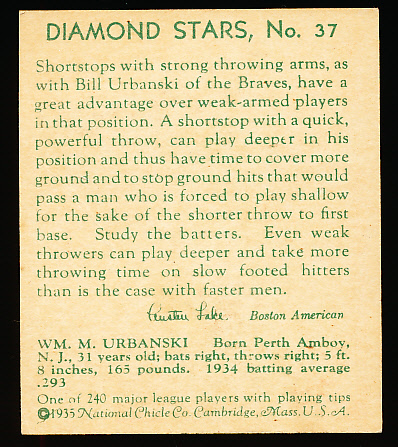 DIAMOND STARS, No. 37
Shortstops with strong throwing arms, as
with Bill Urbanski of the Braves, have a
great advantage over weak-armed players
in that position. A shortstop with a quick,
powerful throw, can play deeper in his
position and thus have time to cover more
ground and to stop ground hits that would
pass a man who is forced to play shallow
for the sake of the shorter throw to first
base. Study the batters. Even weak
throwers can play deeper and take more
throwing time on slow footed hitters
than is the case with faster men.
Austen Lake Boston American
WM. M. URBANSKI Born Perth Amboy,
N. J., 31 years old; bats right, throws right; 5 ft.
8 inches, 165 pounds. 1934 batting average
.293
One of 240 major league players with playing tips
©1935 National Chicle Co. Cambridge, Mass. U. S. A.